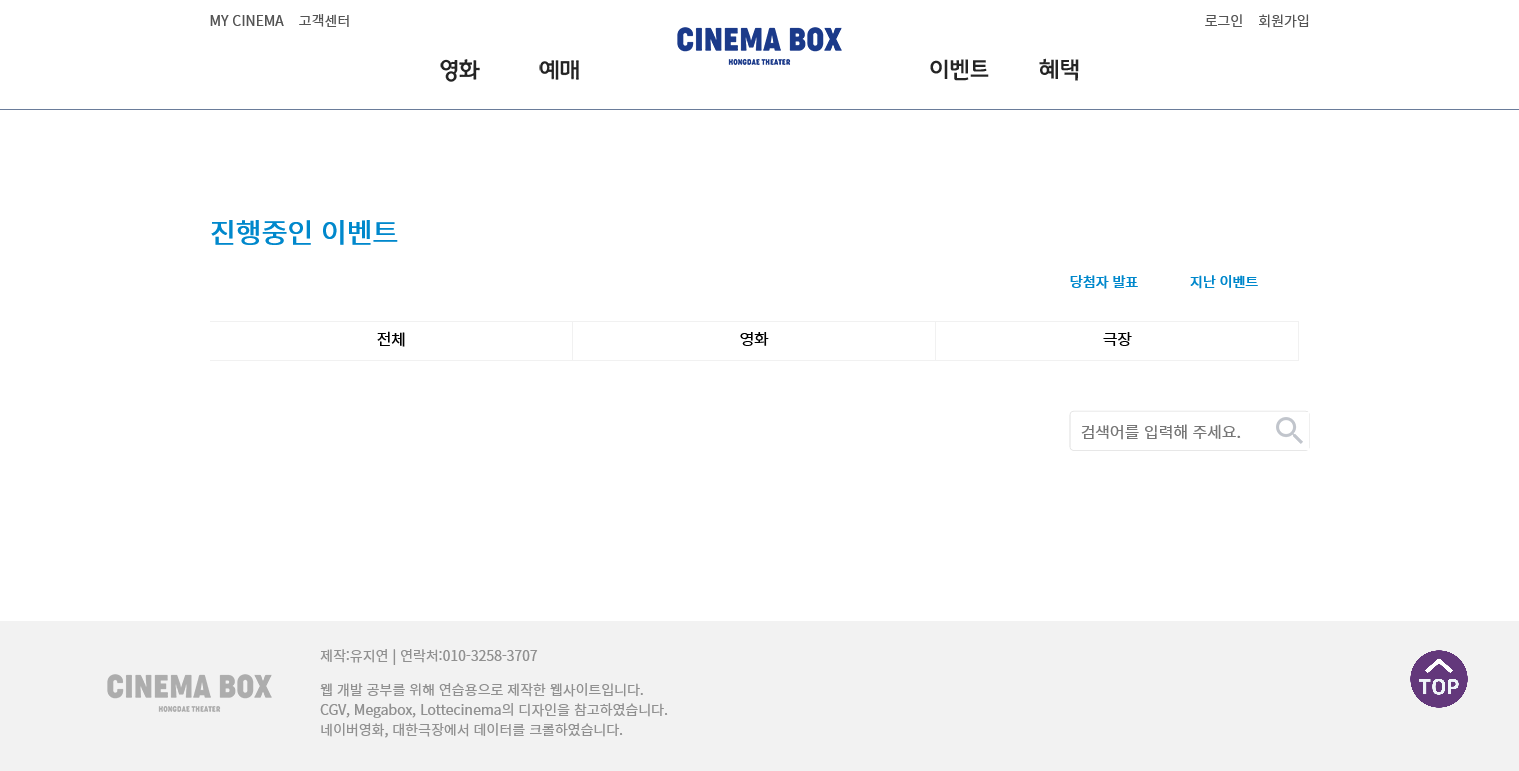 MY CINEMA 고객센터
로그인 회원가입
영화 예매
CINEMA BOX
HONGDAE THEATER
이벤트 혜택
진행중인 이벤트
당첨자 발표 지난 이벤트
전체 영화 극장
검색어를 입력해 주세요.
CINEMA BOX
HONGDAE THEATER
제작:유지연 | 연락처:010-3258-3707
웹 개발 공부를 위해 연습용으로 제작한 웹사이트입니다.
CGV, Megabox, Lottecinema의 디자인을 참고하였습니다.
네이버영화, 대한극장에서 데이터를 크롤하였습니다.
TOP